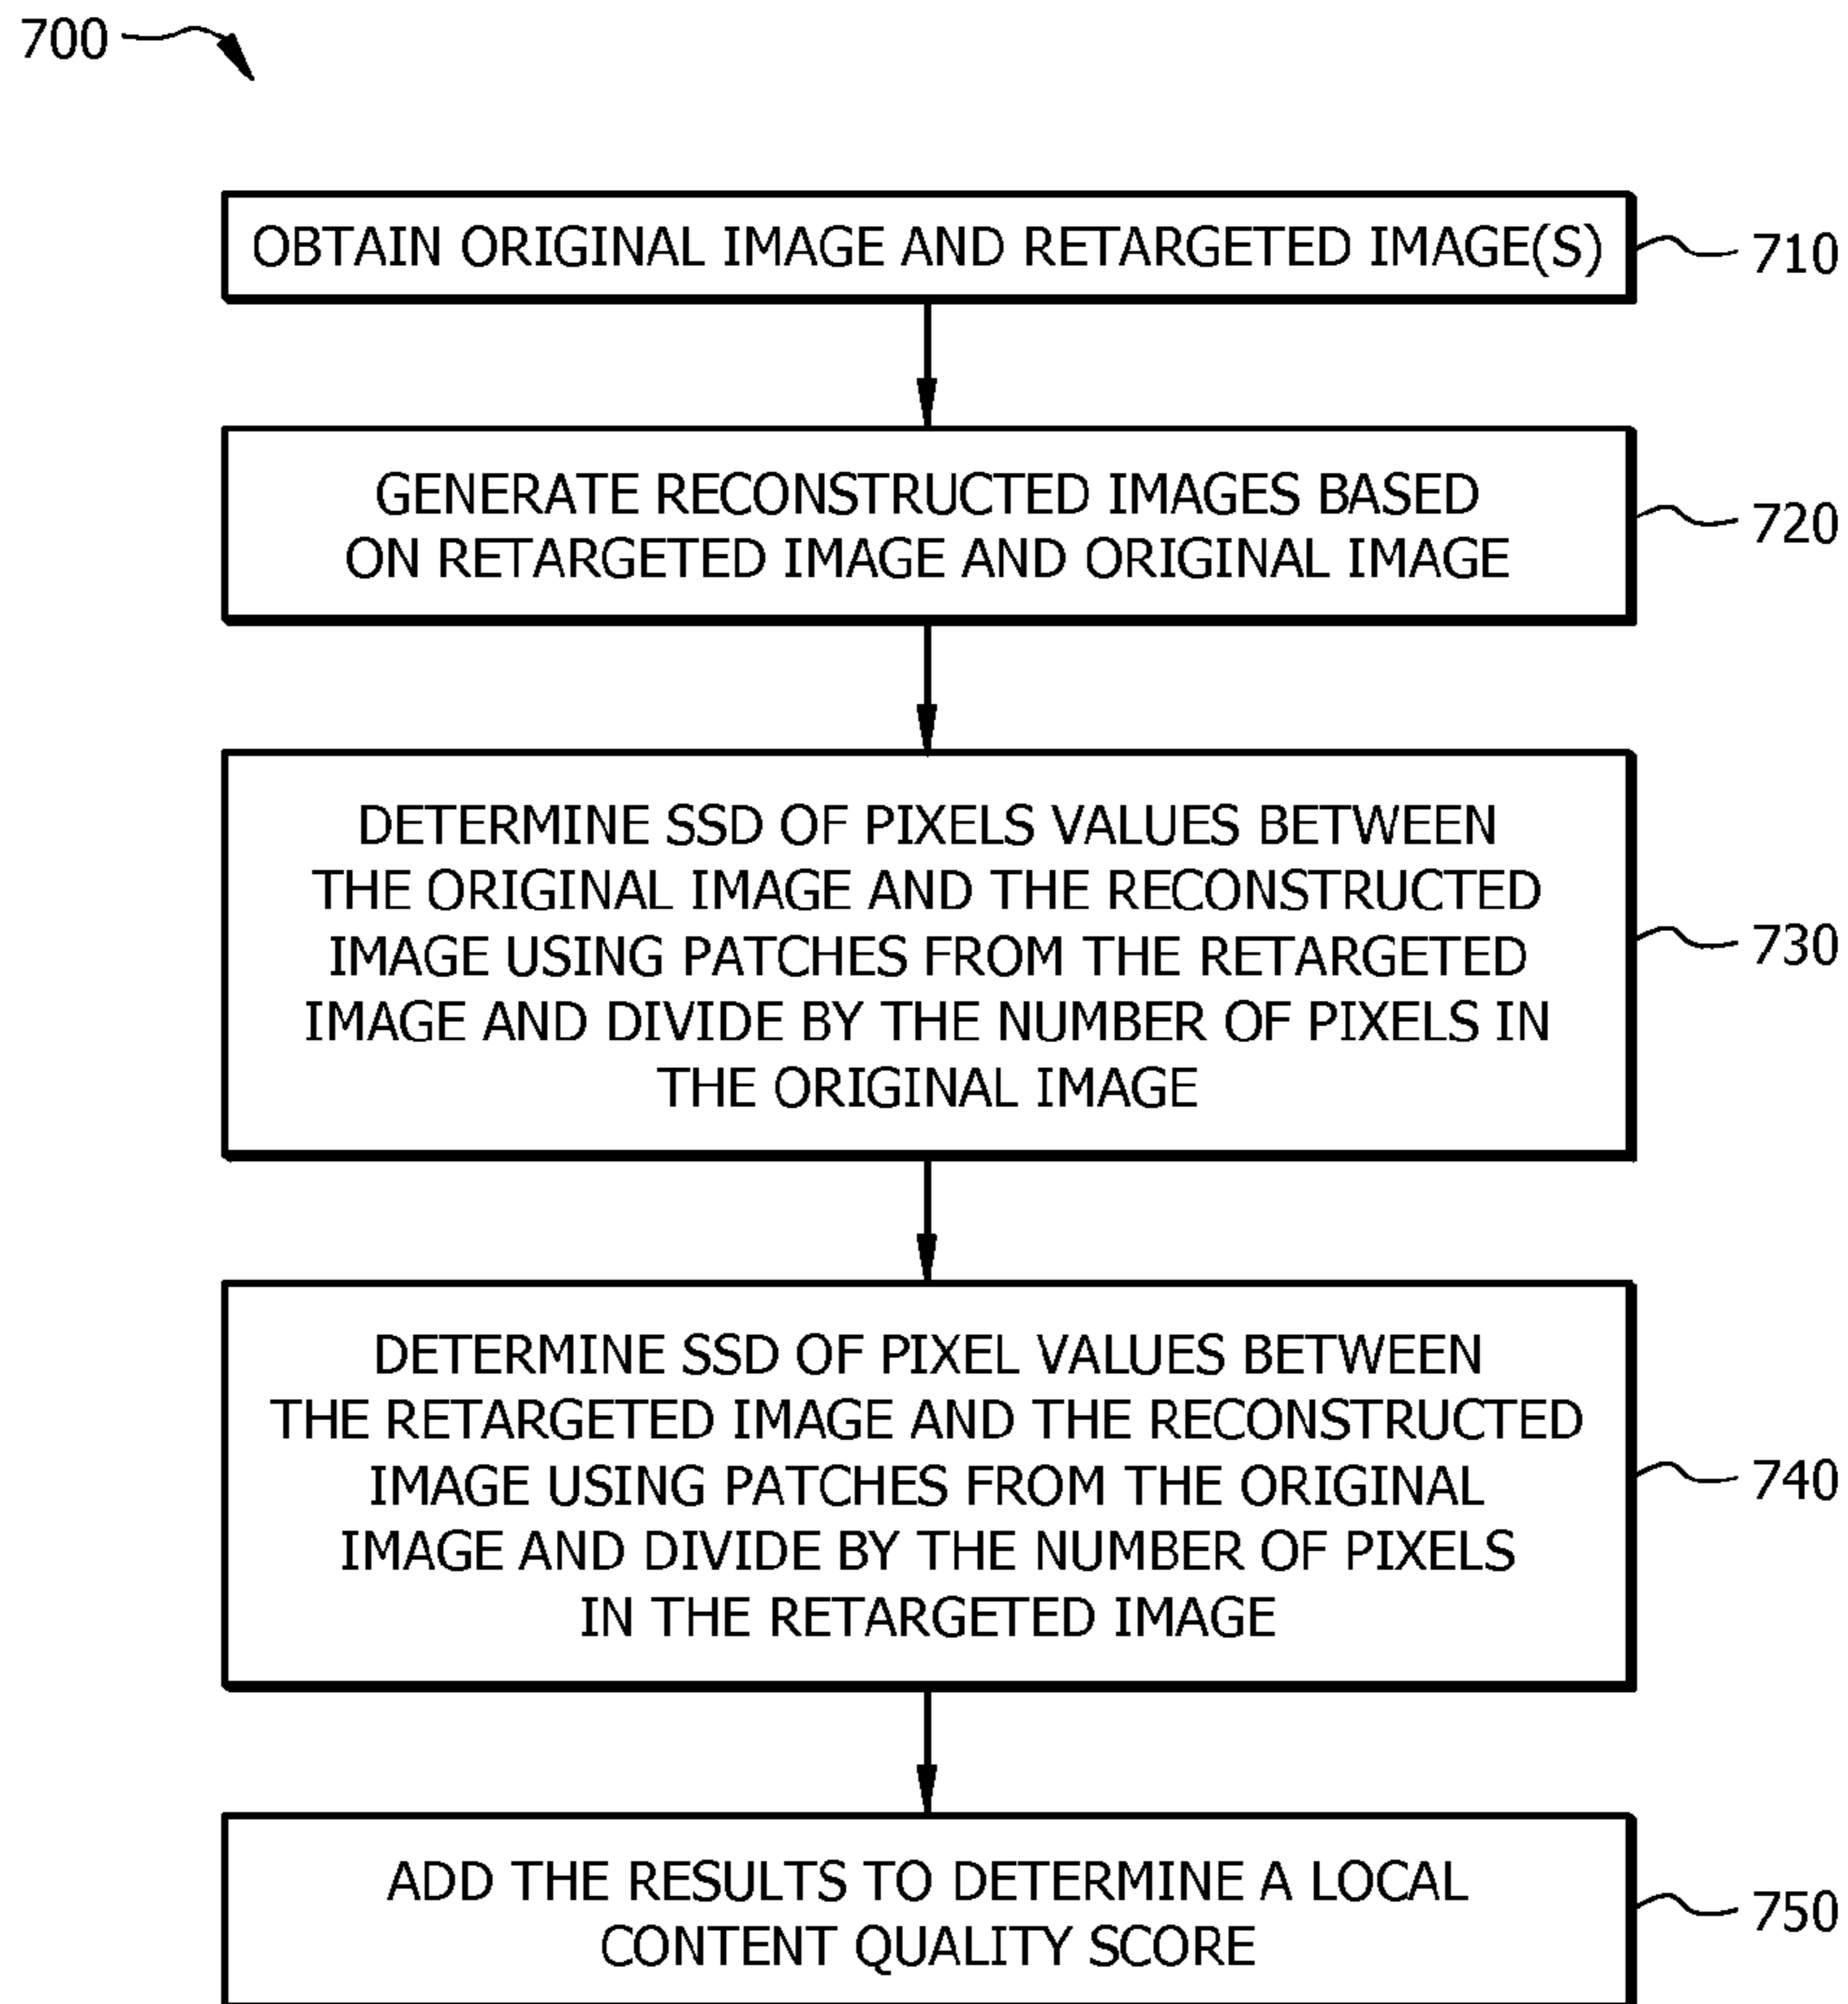 700
OBTAIN ORIGINAL IMAGE AND RETARGETED IMAGE(S)
710
GENERATE RECONSTRUCTED IMAGES BASED
ON RETARGETED IMAGE AND ORIGINAL IMAGE
720
DETERMINE SSD OF PIXELS VALUES BETWEEN
THE ORIGINAL IMAGE AND THE RECONSTRUCTED
IMAGE USING PATCHES FROM THE RETARGETED
IMAGE AND DIVIDE BY THE NUMBER OF PIXELS IN
THE ORIGINAL IMAGE
730
DETERMINE SSD OF PIXEL VALUES BETWEEN
THE RETARGETED IMAGE AND THE RECONSTRUCTED
IMAGE USING PATCHES FROM THE ORIGINAL
IMAGE AND DIVIDE BY THE NUMBER OF PIXELS
IN THE RETARGETED IMAGE
740
ADD THE RESULTS TO DETERMINE A LOCAL
CONTENT QUALITY SCORE
750